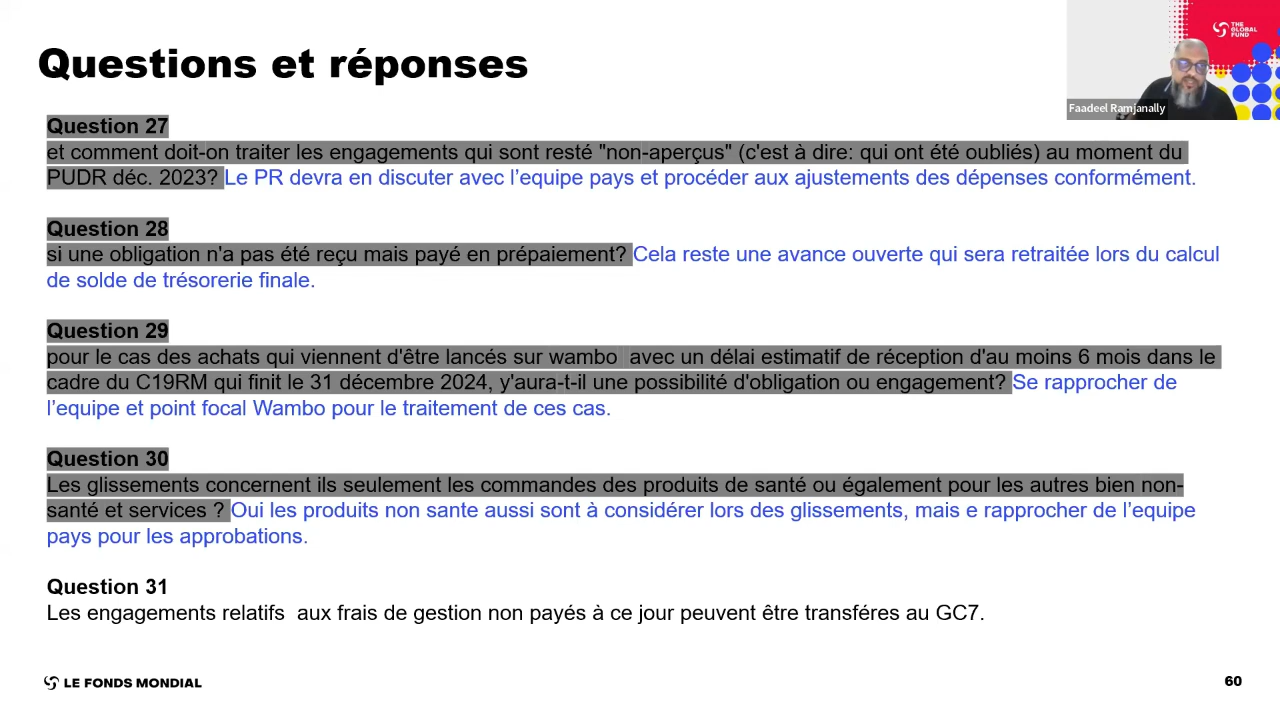 Questions et réponses
THE
GLOBAL
FUND
Faadeel Ramjanally
Question 27
et comment doit-on traiter les engagements qui sont resté "non-aperçus" (c'est à dire: qui ont été oubliés) au moment du
PUDR déc. 2023? Le PR devra en discuter avec l’equipe pays et procéder aux ajustements des dépenses conformément.
Question 28
si une obligation n'a pas été reçu mais payé en prépaiement? Cela reste une avance ouverte qui sera retraitée lors du calcul
de solde de trésorerie finale.
Question 29
pour le cas des achats qui viennent d'être lancés sur wambo avec un délai estimatif de réception d'au moins 6 mois dans le
cadre du C19RM qui finit le 31 décembre 2024, y'aura-t-il une possibilité d'obligation ou engagement? Se rapprocher de
l’equipe et point focal Wambo pour le traitement de ces cas.
Question 30
Les glissements concernent ils seulement les commandes des produits de santé ou également pour les autres bien non-
santé et services ? Oui les produits non sante aussi sont à considérer lors des glissements, mais e rapprocher de l’equipe
pays pour les approbations.
Question 31
Les engagements relatifs aux frais de gestion non payés à ce jour peuvent être transféres au GC7.
LE FONDS MONDIAL
60